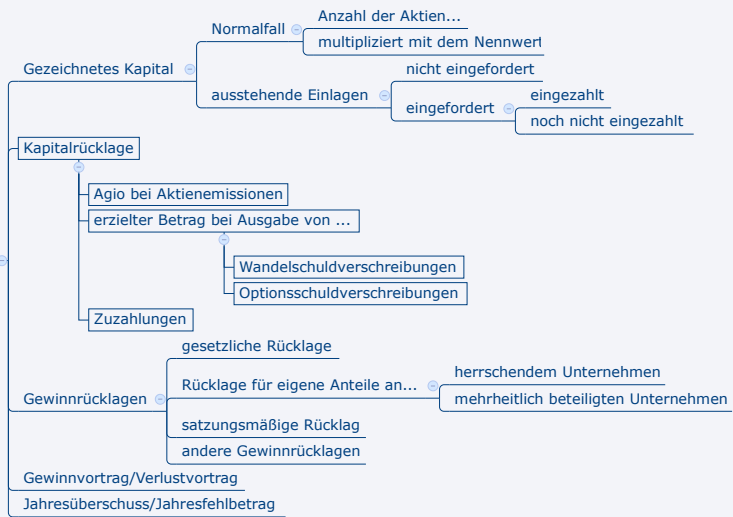 Gezeichnetes Kapital
Normalfall
Anzahl der Aktien...
multipliziert mit dem Nennwert
ausstehende Einlagen
nicht eingefordert
eingefordert
eingezahlt
noch nicht eingezahlt
Kapitalrücklage
Agio bei Aktienemissionen
erzielter Betrag bei Ausgabe von ...
Wandelschuldverschreibungen
Optionsschuldverschreibungen
Zuzahlungen
Gewinnrücklagen
gesetzliche Rücklage
Rücklage für eigene Anteile an...
herrschendem Unternehmen
mehrheitlich beteiligten Unternehmen
satzungsmäßige Rücklag
andere Gewinnrücklagen
Gewinnvortrag/Verlustvortrag
Jahresüberschuss/Jahresfehlbetrag